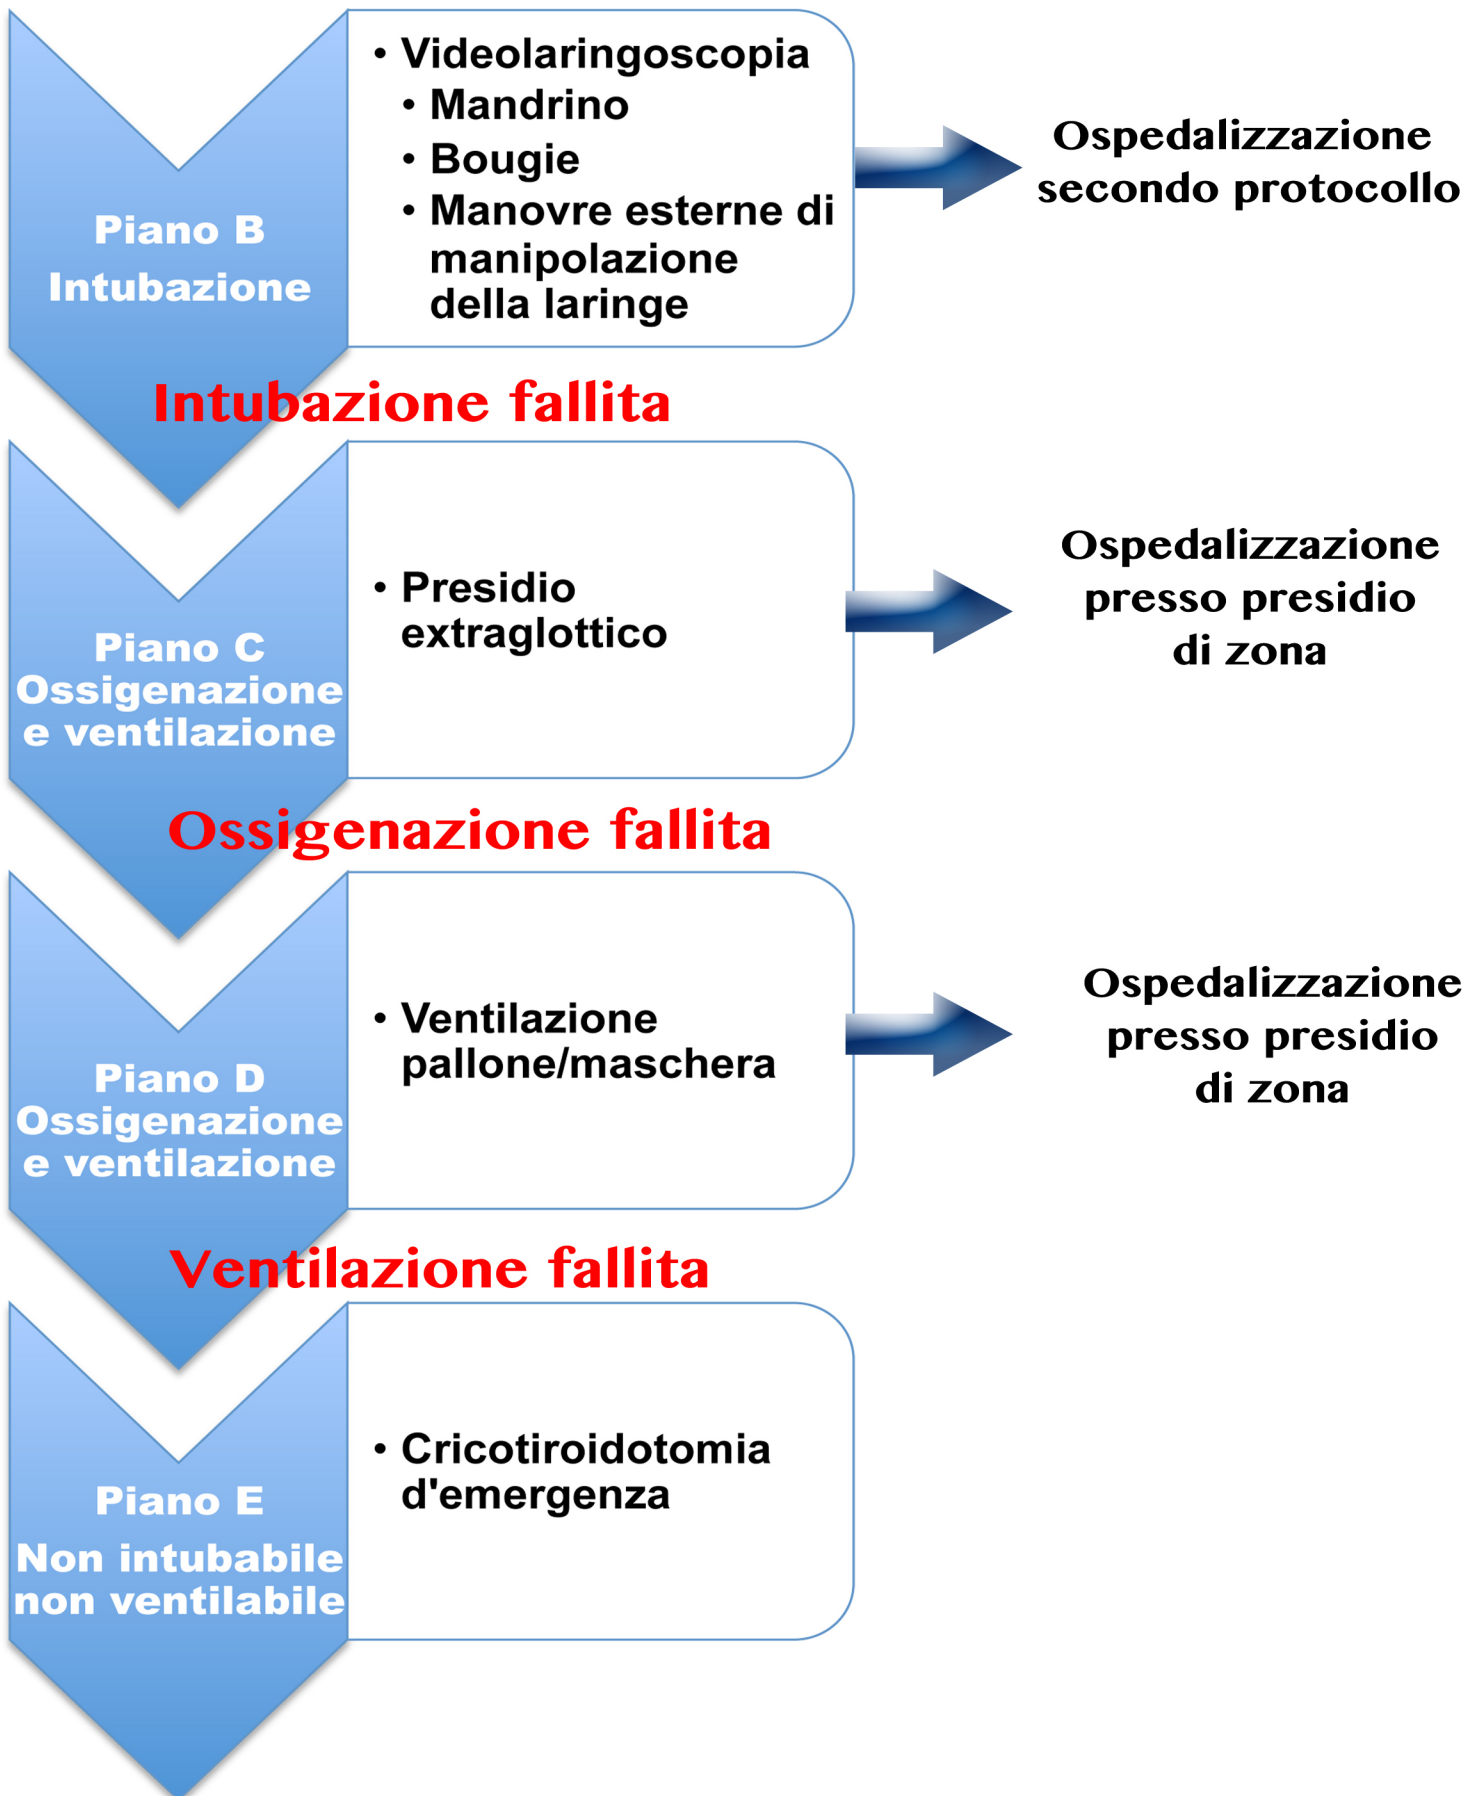 Piano B
Intubazione
• Videolaringoscopia
• Mandrino
• Bougie
• Manovre esterne di
manipolazione
della laringe
Ospedalizzazione
secondo protocollo
Intubazione fallita
Piano C
Ossigenazione
e ventilazione
• Presidio
extraglottico
Ospedalizzazione
presso presidio
di zona
Ossigenazione fallita
Piano D
Ossigenazione
e ventilazione
• Ventilazione
pallone/maschera
Ospedalizzazione
presso presidio
di zona
Ventilazione fallita
Piano E
Non intubabile
non ventilabile
• Cricotiroidotomia
d'emergenza